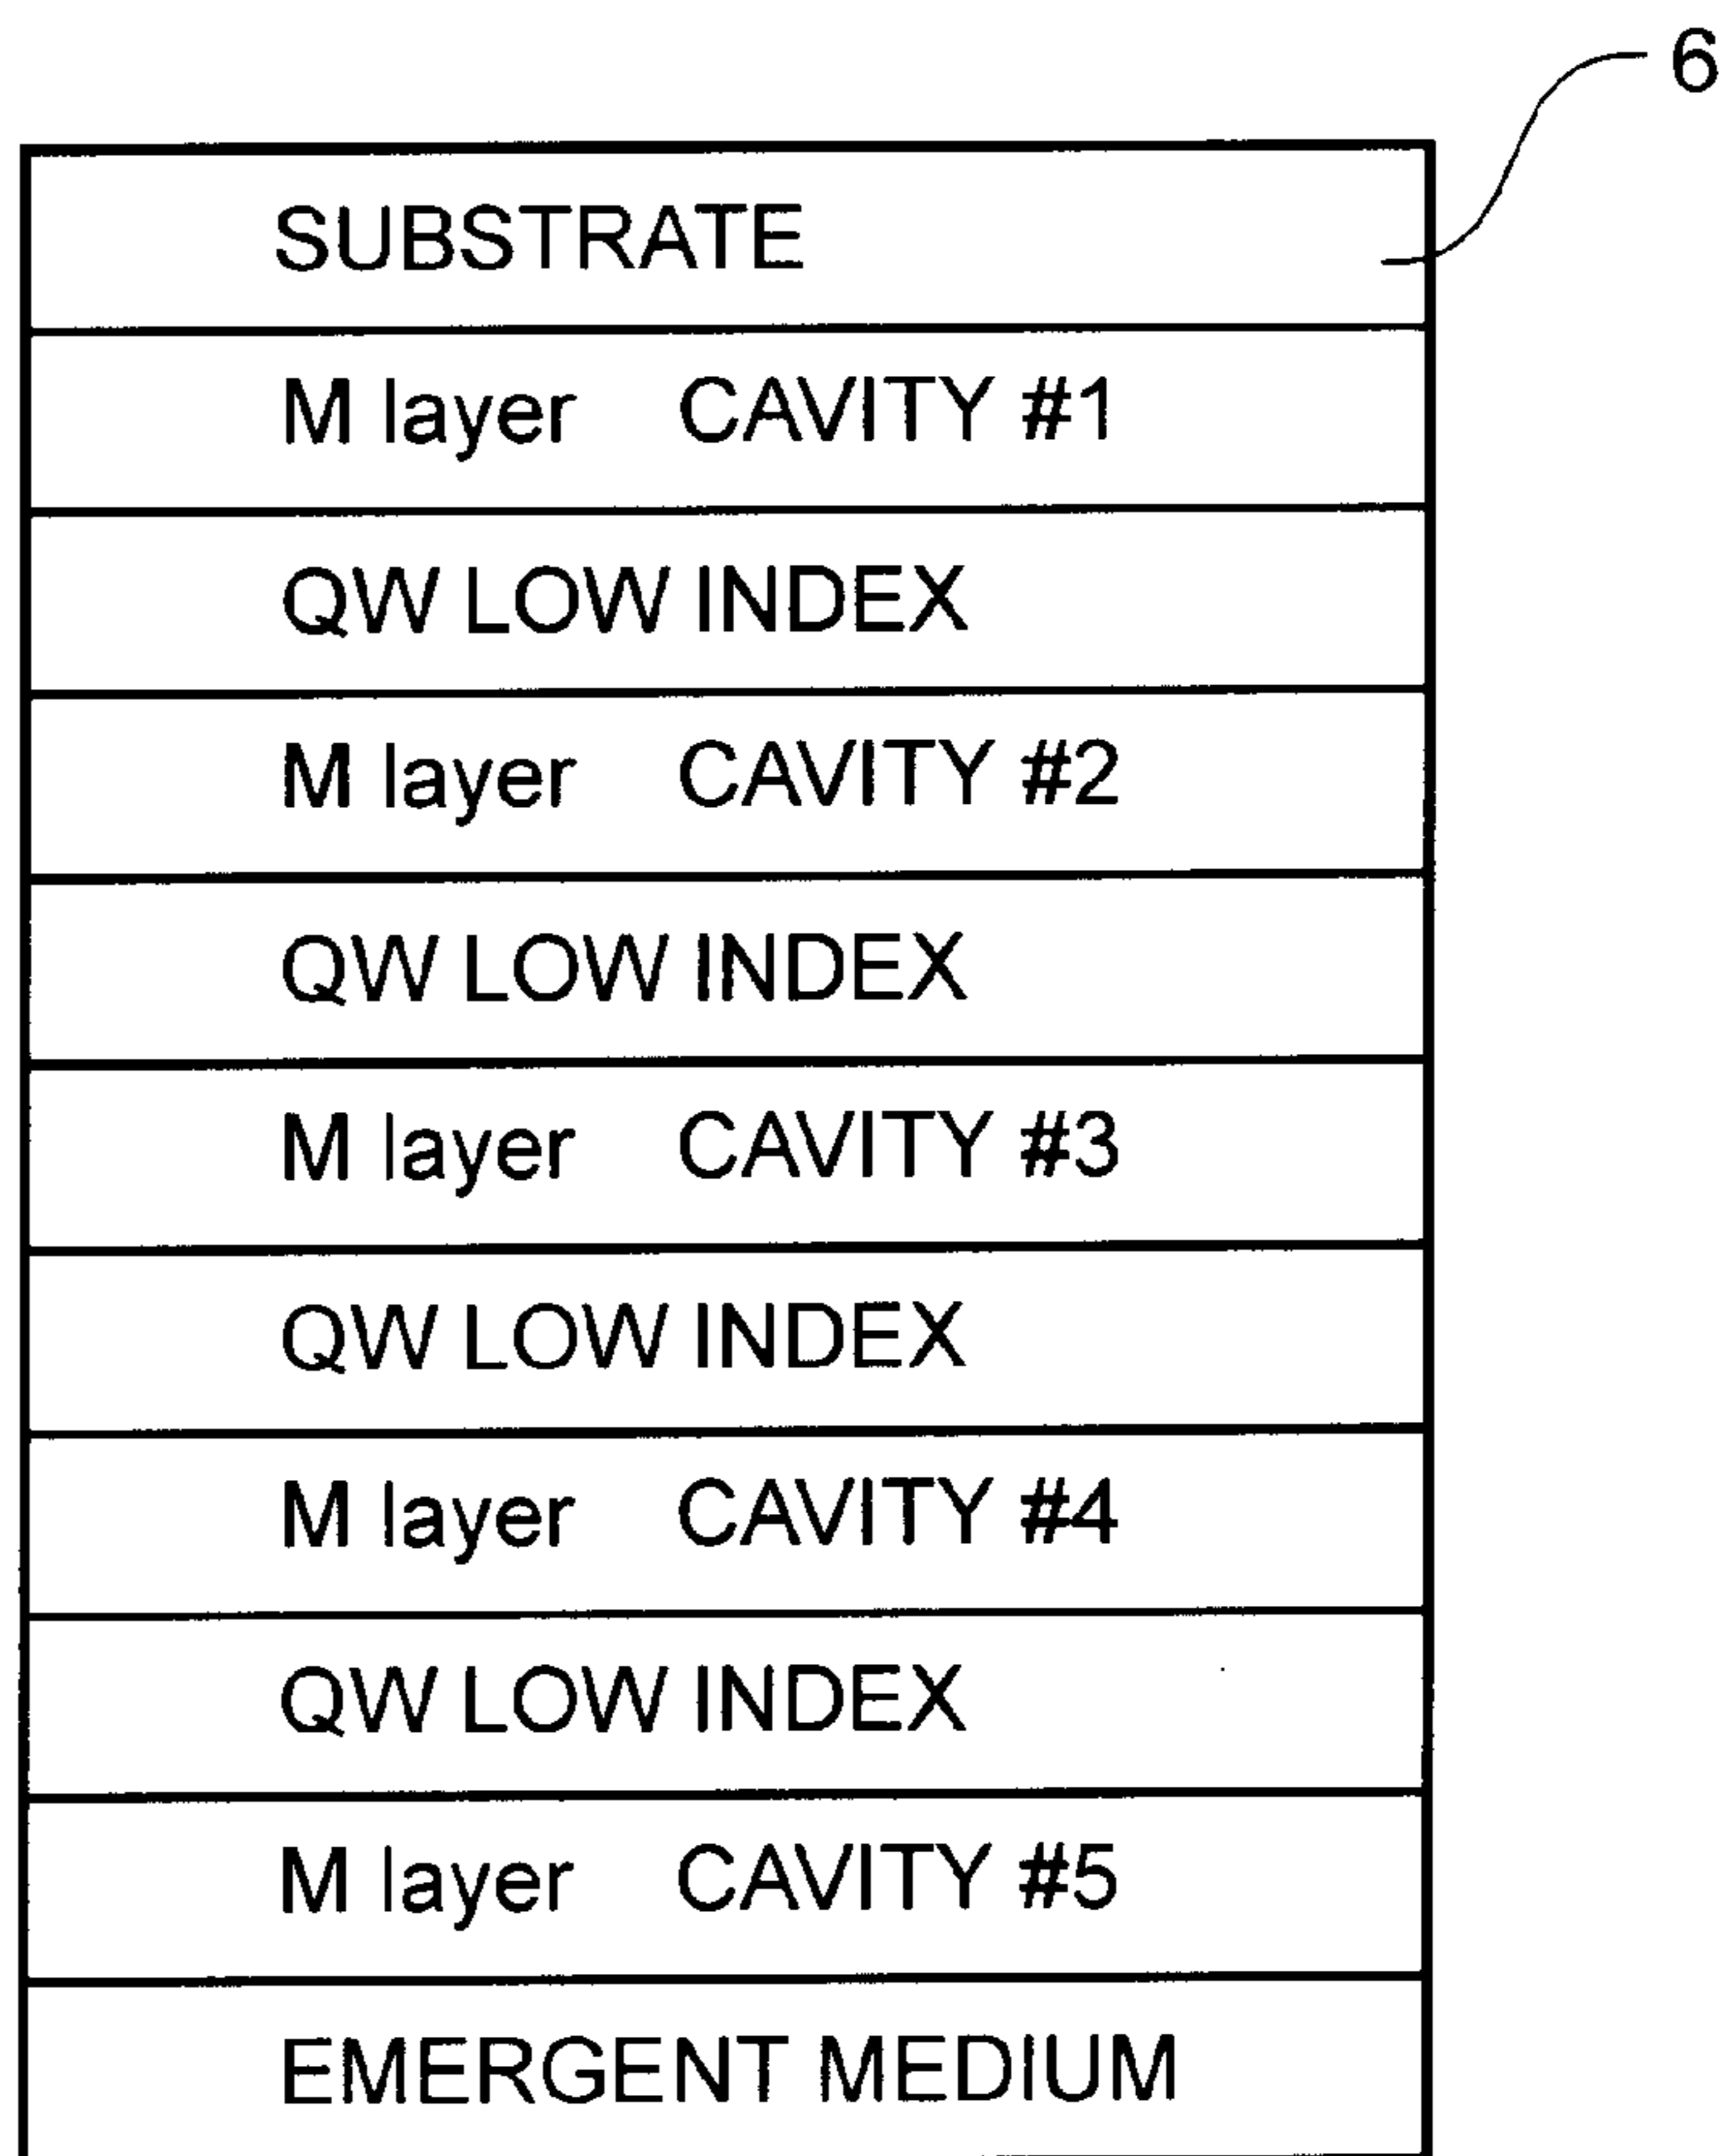 6
SUBSTRATE
M layer CAVITY #1
QW LOW INDEX
M layer CAVITY #2
QW LOW INDEX
M layer CAVITY #3
QW LOW INDEX
M layer CAVITY #4
QW LOW INDEX
M layer CAVITY #5
EMERGENT MEDIUM